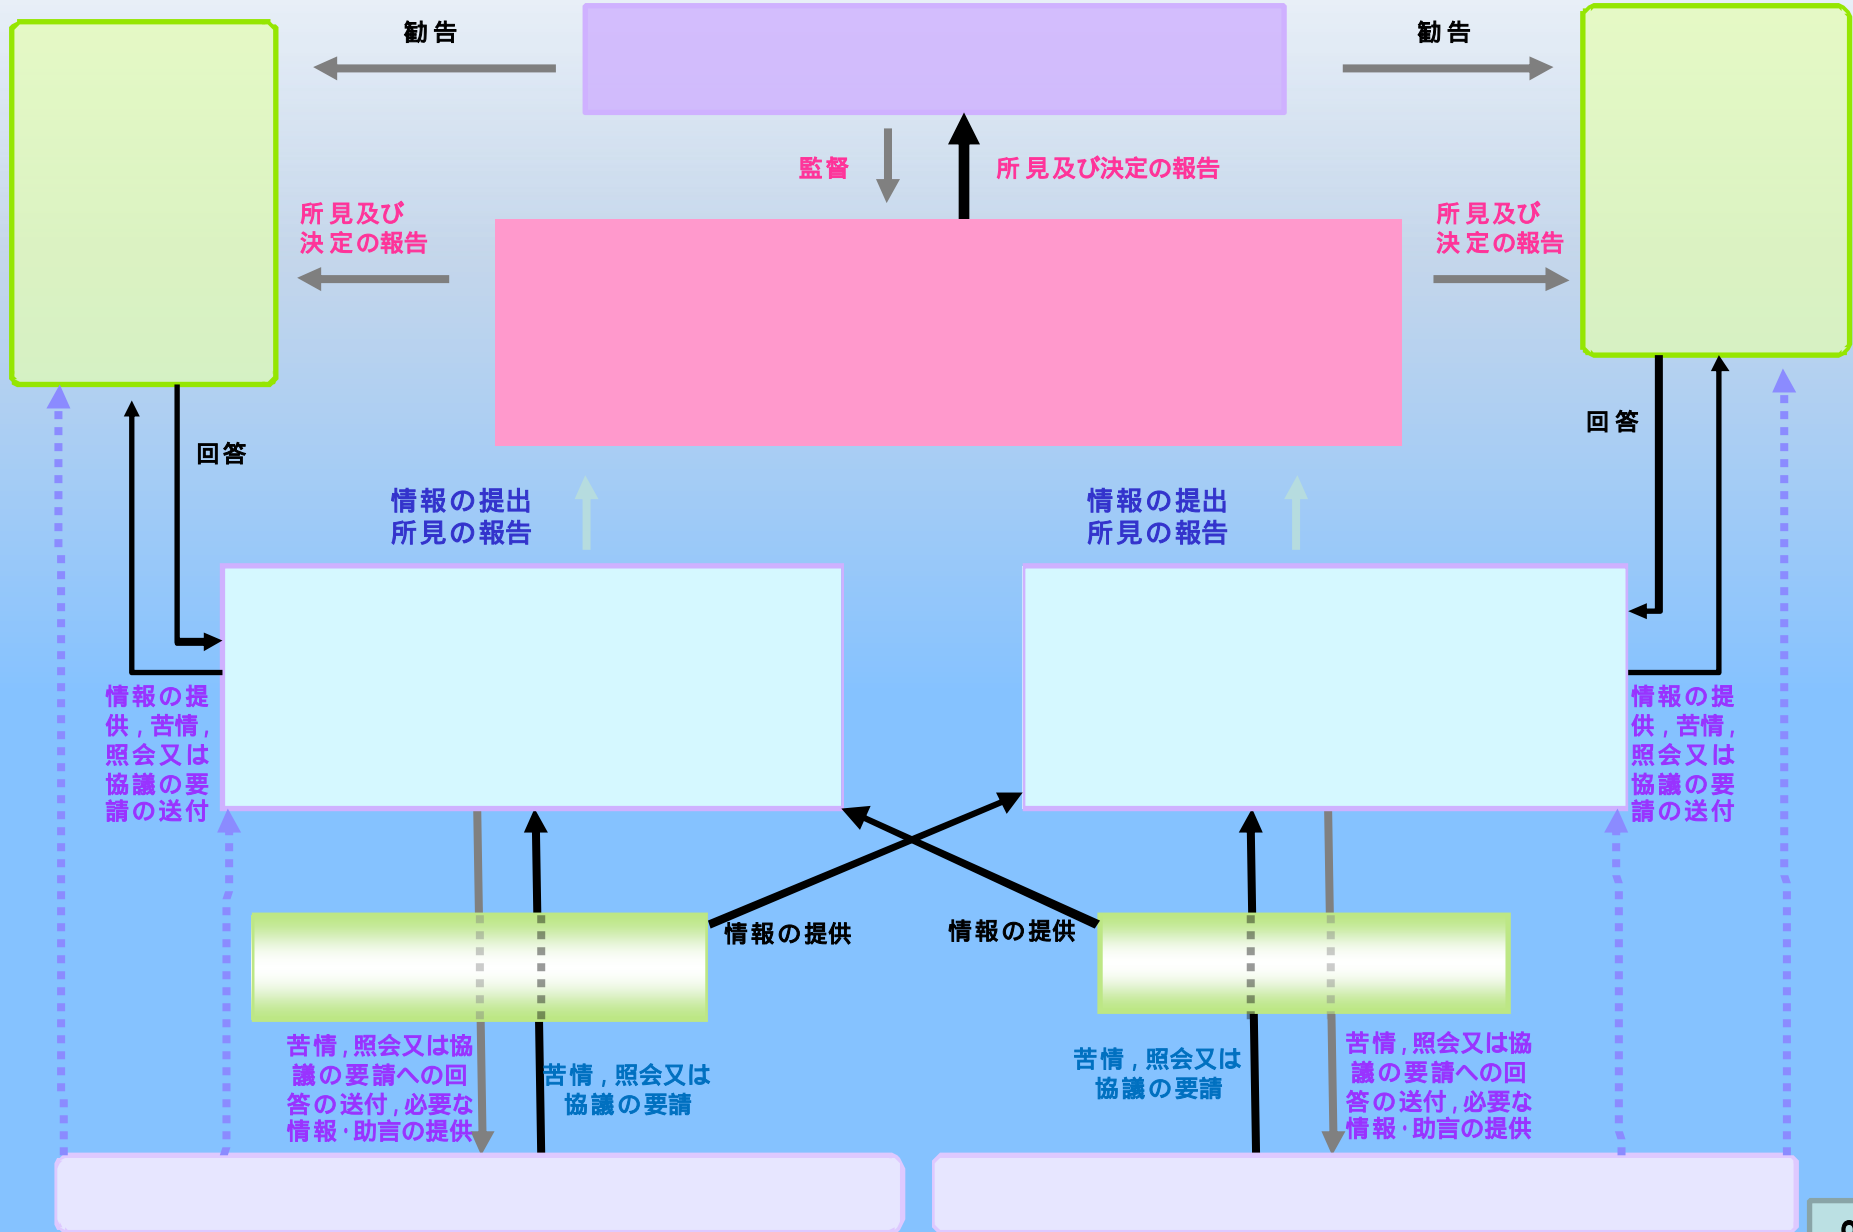 勧告
勧告
監督
所見及び決定の報告
所見及び
決定の報告
所見及び
決定の報告
回答
回答
情報の提出
所見の報告
情報の提出
所見の報告
情報の提
供,苦情,
照会又は
協議の要
請の送付
情報の提
供,苦情,
照会又は
協議の要
請の送付
情報の提供
情報の提供
苦情,照会又は協
議の要請への回
答の送付,必要な
情報・助言の提供
苦情,照会又は
協議の要請
苦情,照会又は
協議の要請
苦情,照会又は協
議の要請への回
答の送付,必要な
情報・助言の提供